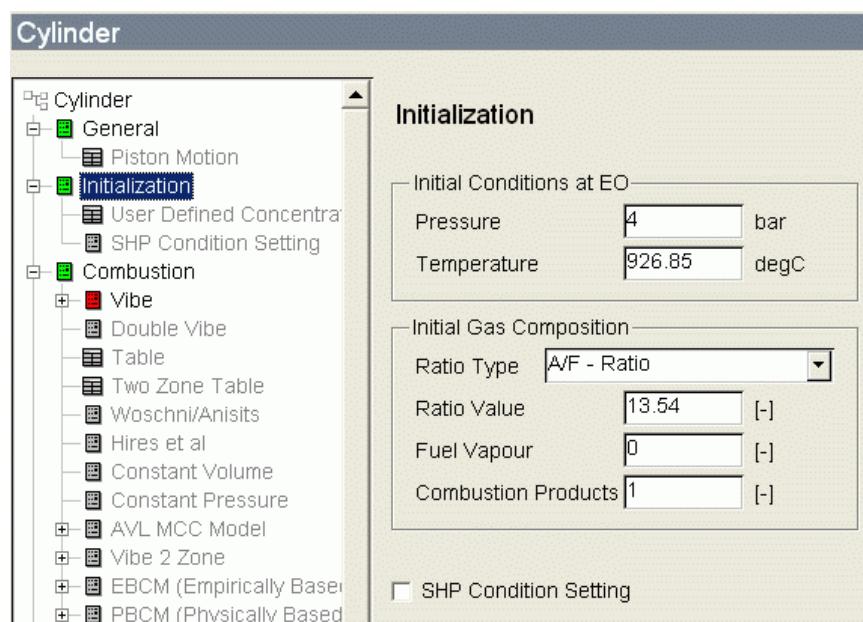 Cylinder
Cylinder
General
Piston Motion
Initialization
User Defined Concentra
SHP Condition Setting
Combustion
Vibe
Double Vibe
Table
Two Zone Table
Woschni/Anisits
Hires et al
Constant Volume
Constant Pressure
AVL MCC Model
Vibe 2 Zone
EBCM (Empirically Base
PBCM (Physically Based
Initialization
Initial Conditions at EO
Pressure 4 bar
Temperature 926.85 degC
Initial Gas Composition
Ratio Type A/F - Ratio
Ratio Value 13.54 [-]
Fuel Vapour 0 [-]
Combustion Products 1 [-]
SHP Condition Setting